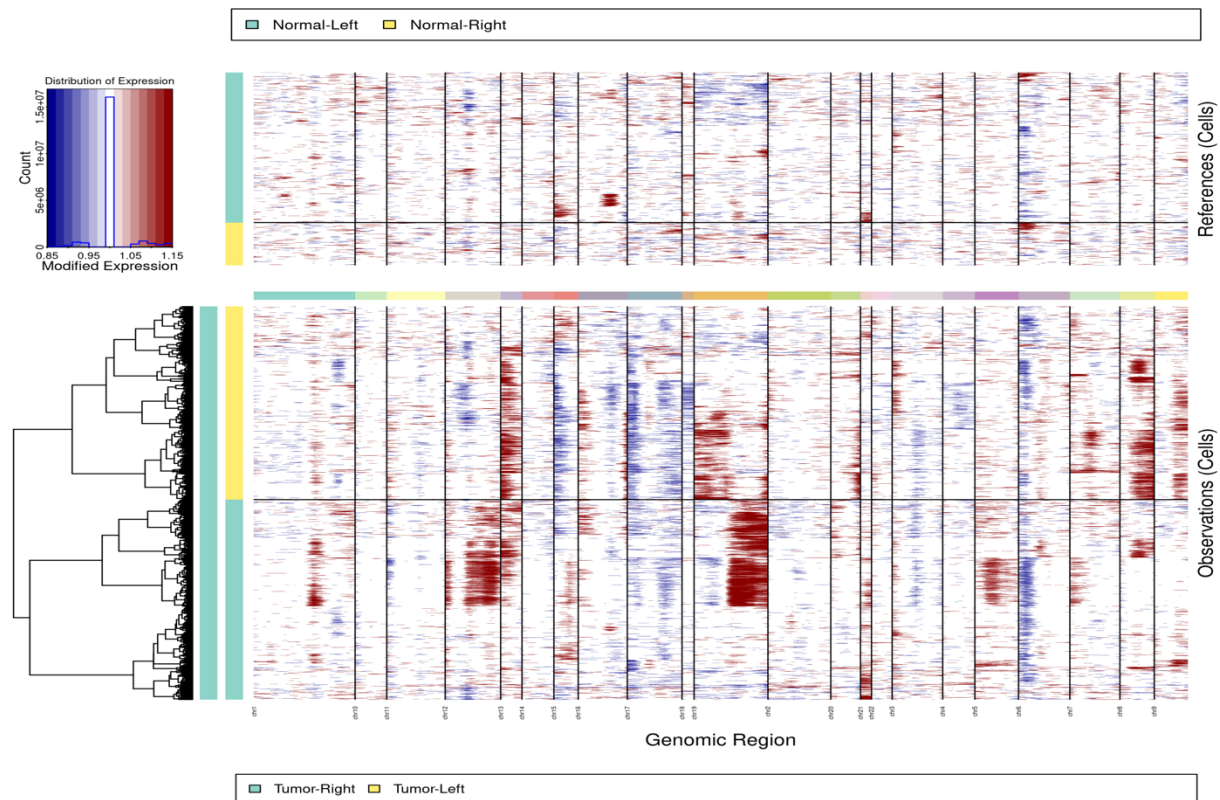 Normal-Left Normal-Right
Distribution of Expression
Count
0 5e+06 1e+07 1.5e+07
0.85 0.95 1.05 1.15
Modified Expression
References (Cells)
Observations (Cells)
chr1 chr10 chr11 chr12 chr13 chr14 chr15 chr16 chr17 chr18 chr19 chr2 chr20 chr21 chr22 chr3 chr4 chr5 chr6 chr7 chr8 chr9
Genomic Region
Tumor-Right Tumor-Left